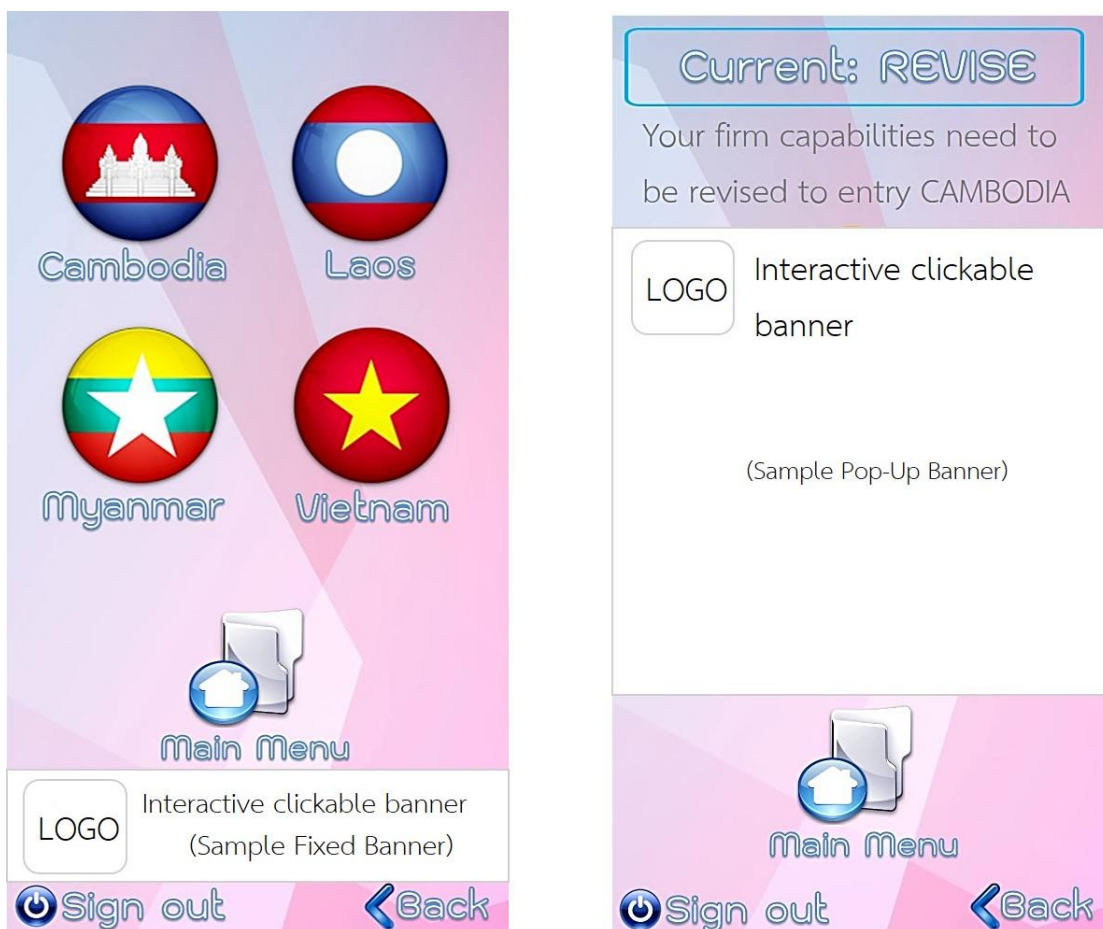 Cambodia
Laos
Myanmar
Vietnam
Main Menu
LOGO
Interactive clickable banner
(Sample Fixed Banner)
Sign out
Back
Current: REVISE
Your firm capabilities need to
be revised to entry CAMBODIA
LOGO
Interactive clickable
banner
(Sample Pop-Up Banner)
Main Menu
Sign out
Back